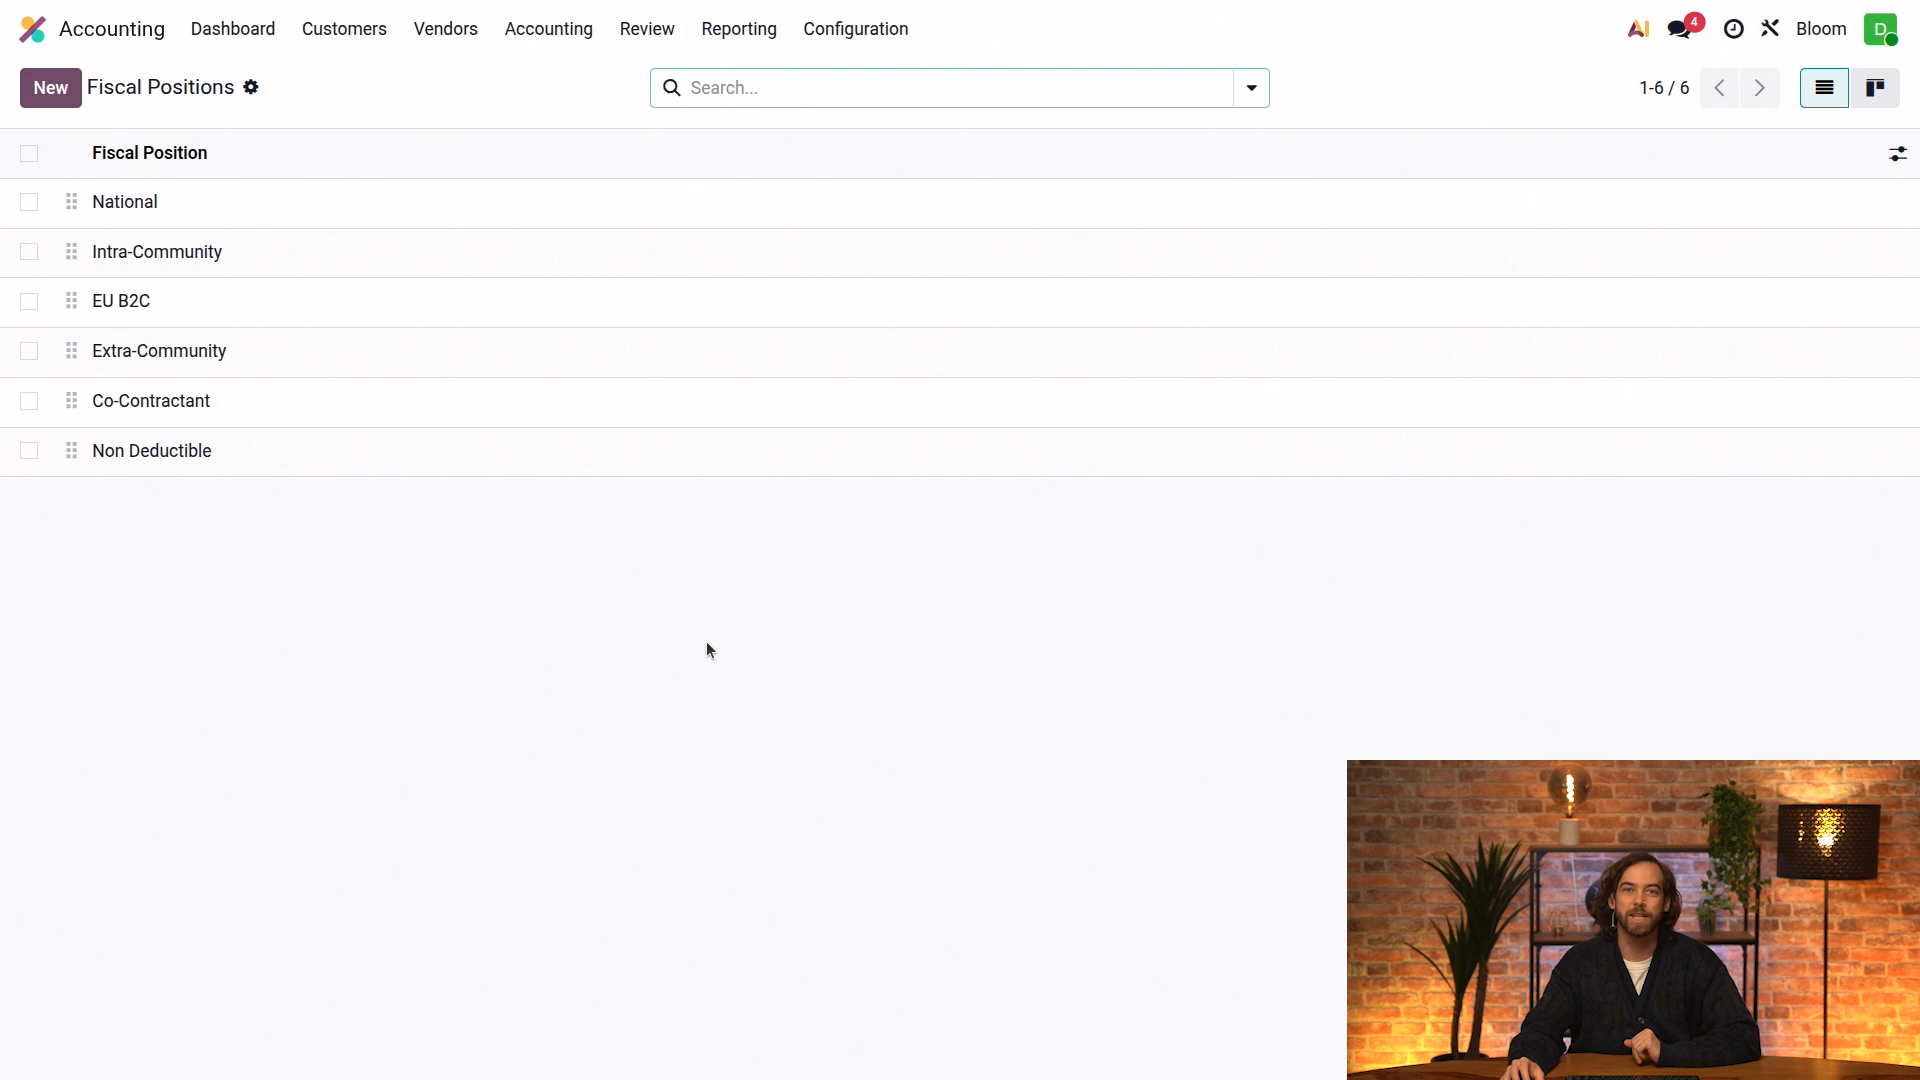 Accounting Dashboard Customers Vendors Accounting Review Reporting Configuration AI 4 Bloom D
New Fiscal Positions Search... 1-6 / 6
Fiscal Position
National
Intra-Community
EU B2C
Extra-Community
Co-Contractant
Non Deductible